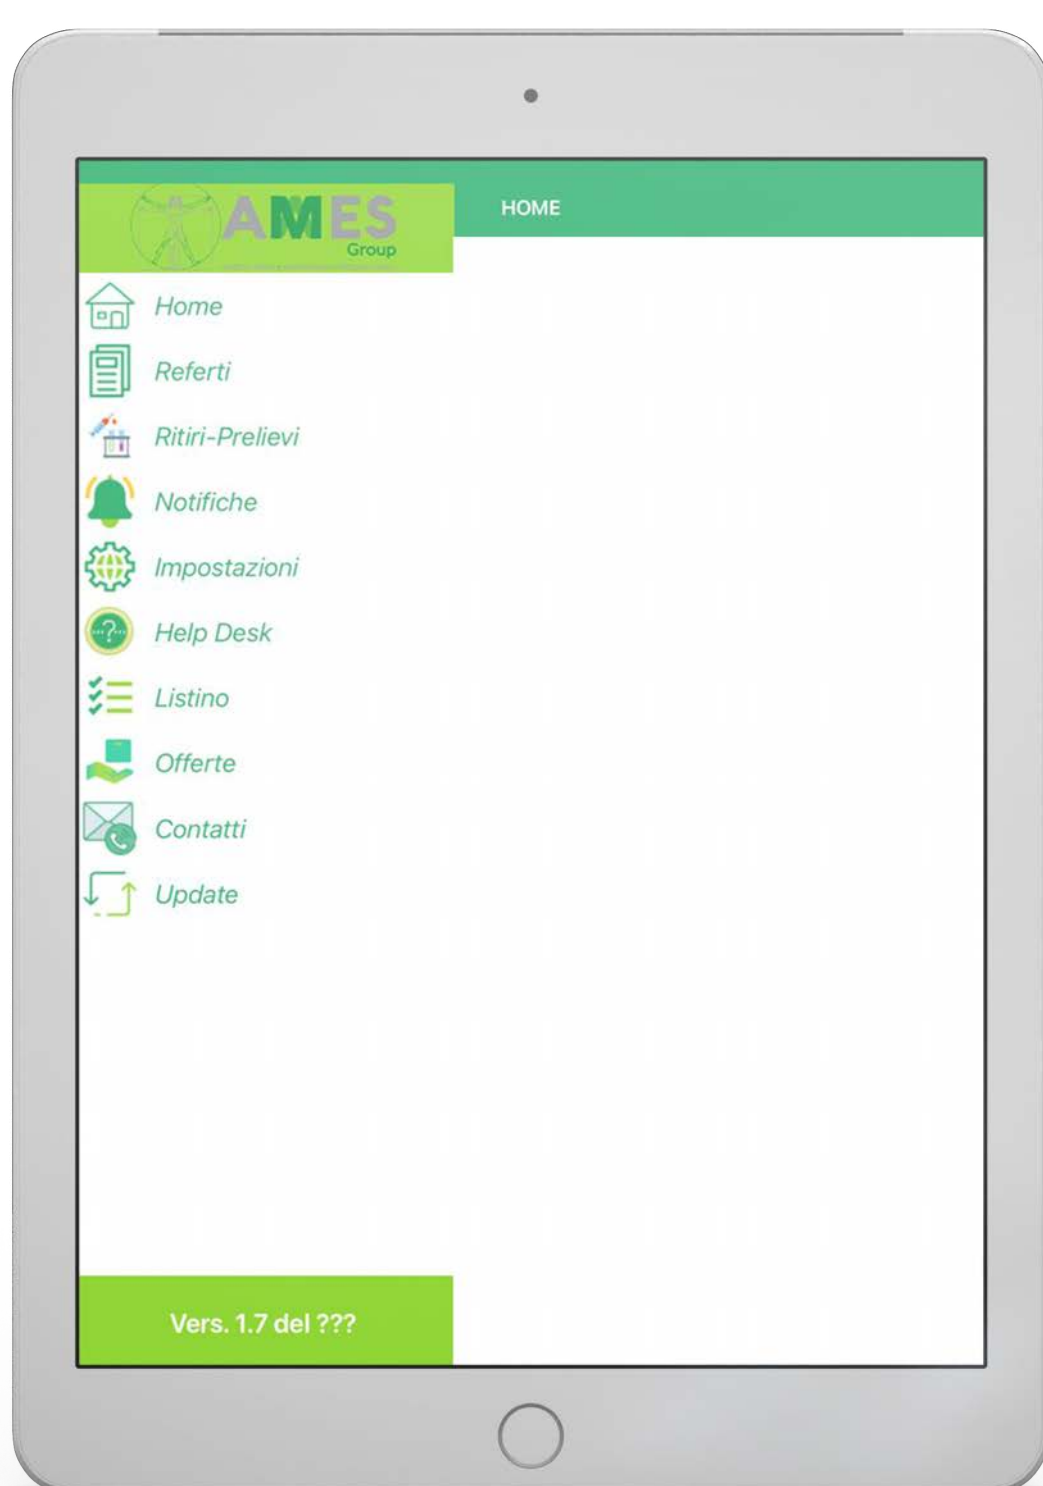 AMES
Group
HOME
Home
Referti
Ritiri-Prelievi
Notifiche
Impostazioni
Help Desk
Listino
Offerte
Contatti
Update
Vers. 1.7 del ???